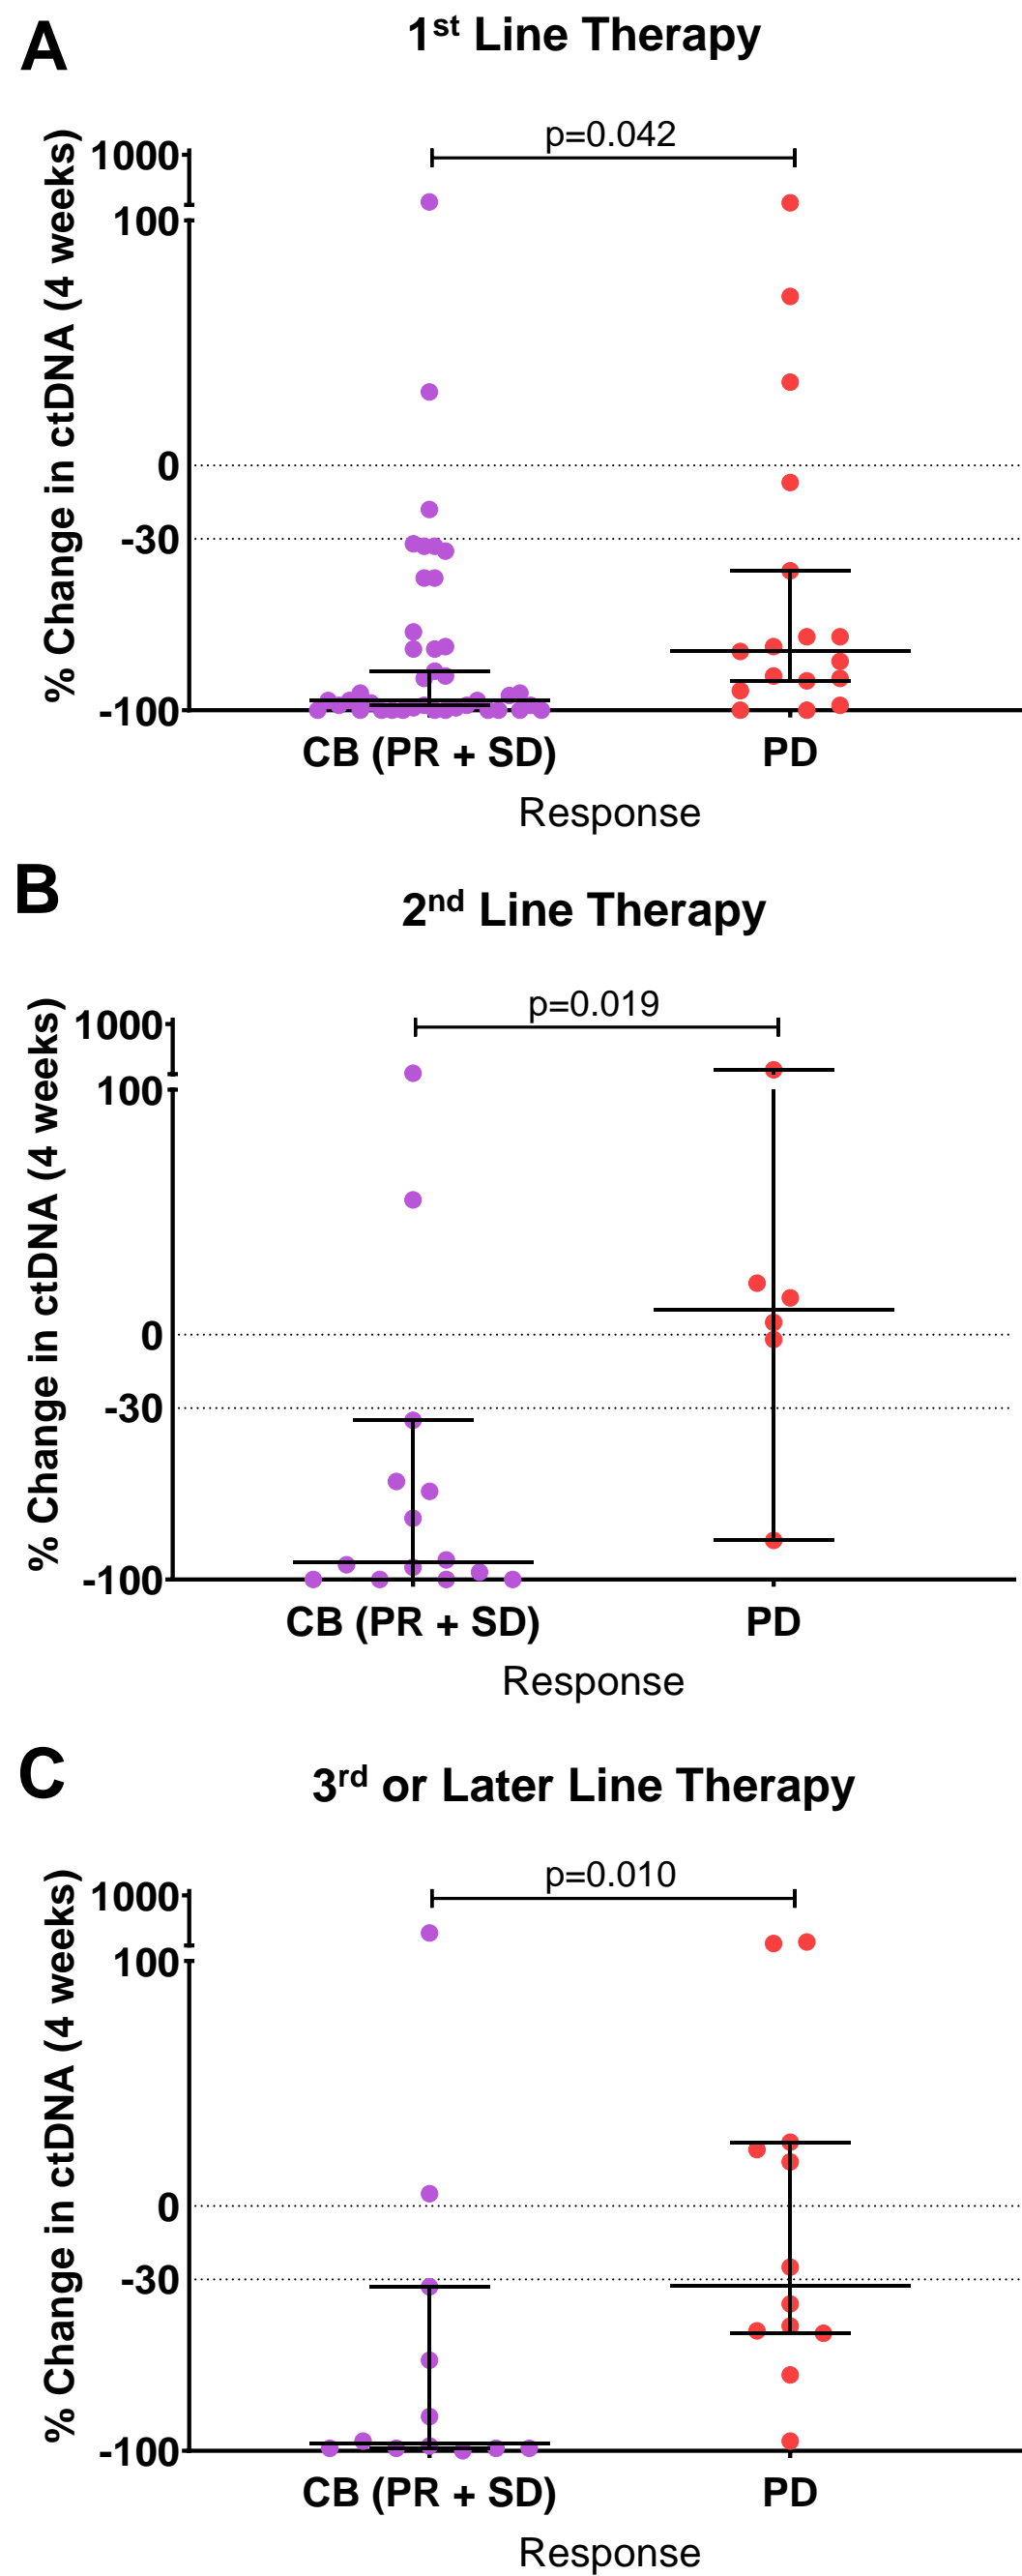 A
1st Line Therapy
p=0.042
% Change in ctDNA (4 weeks)
1000
100
0
-30
-100
CB (PR + SD)
PD
Response
B
2nd Line Therapy
p=0.019
% Change in ctDNA (4 weeks)
1000
100
0
-30
-100
CB (PR + SD)
PD
Response
C
3rd or Later Line Therapy
p=0.010
% Change in ctDNA (4 weeks)
1000
100
0
-30
-100
CB (PR + SD)
PD
Response